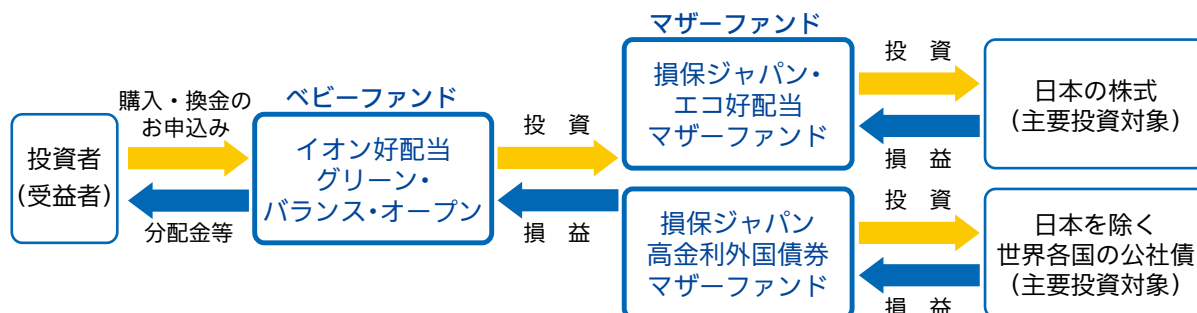 購入・換金の
お申込み
投資者
(受益者)
分配金等
ベビーファンド
イオン好配当
グリーン・
バランス・オープン
投　資
損　益
マザーファンド
損保ジャパン・
エコ好配当
マザーファンド
損保ジャパン
高金利外国債券
マザーファンド
投　資
損　益
日本の株式
(主要投資対象)
投　資
損　益
日本を除く
世界各国の公社債
(主要投資対象)